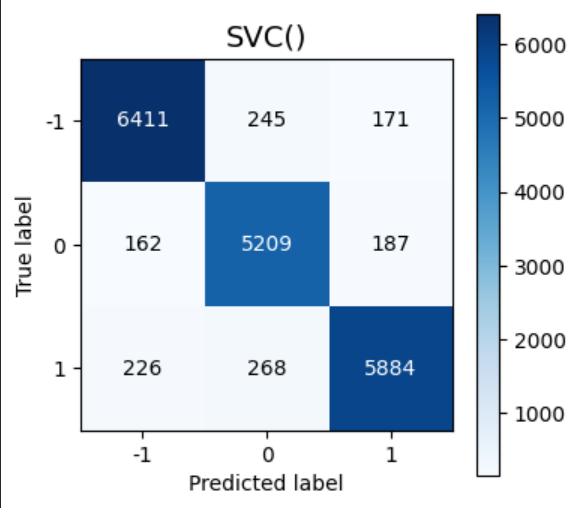 SVC()
6000
5000
4000
3000
2000
1000
True label
-1 6411 245 171
0 162 5209 187
1 226 268 5884
-1 0 1
Predicted label